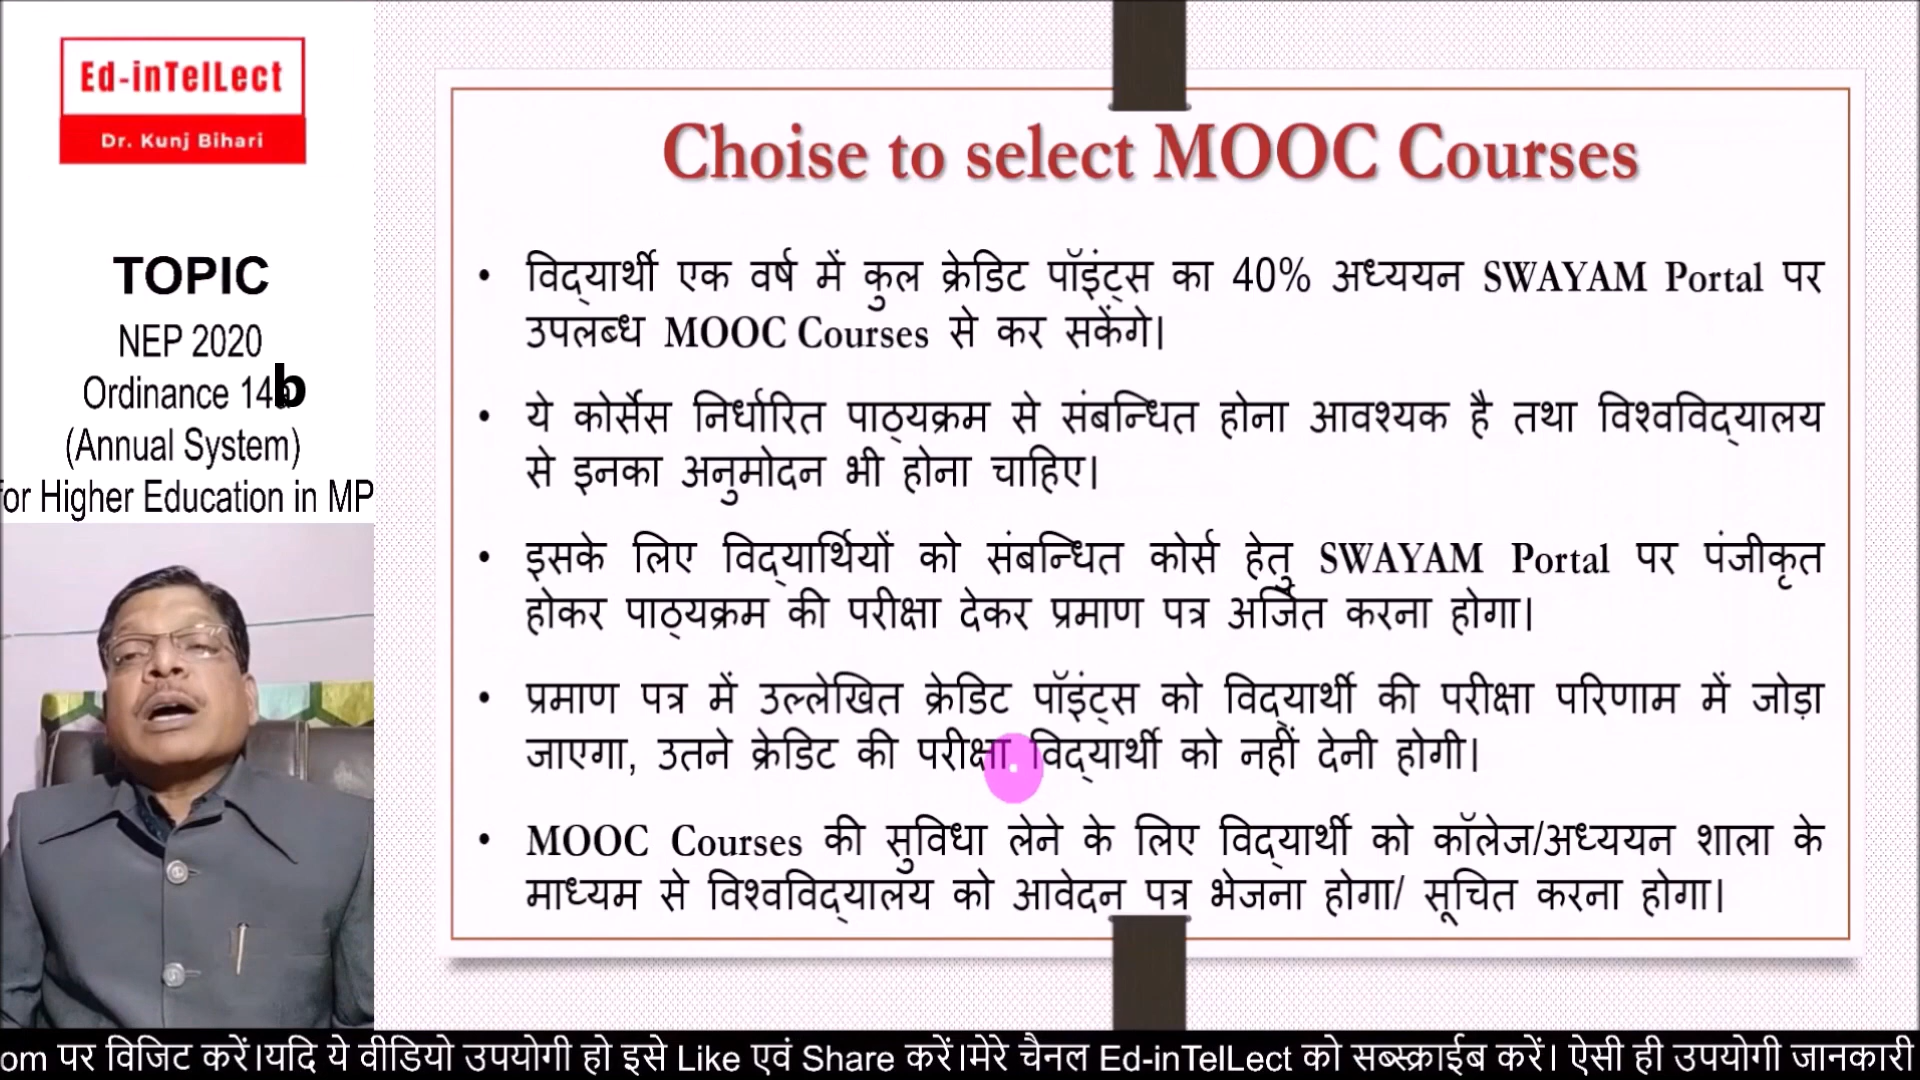 Ed-inTelLect
Dr. Kunj Bihari
TOPIC
NEP 2020
Ordinance 14b
(Annual System)
for Higher Education in MP
Choise to select MOOC Courses
• विद्यार्थी एक वर्ष में कुल क्रेडिट पॉइंट्स का 40% अध्ययन SWAYAM Portal पर
उपलब्ध MOOC Courses से कर सकेंगे।
• ये कोर्सेस निर्धारित पाठ्यक्रम से संबन्धित होना आवश्यक है तथा विश्वविद्यालय
से इनका अनुमोदन भी होना चाहिए।
• इसके लिए विद्यार्थियों को संबन्धित कोर्स हेतु SWAYAM Portal पर पंजीकृत
होकर पाठ्यक्रम की परीक्षा देकर प्रमाण पत्र अर्जित करना होगा।
• प्रमाण पत्र में उल्लेखित क्रेडिट पॉइंट्स को विद्यार्थी की परीक्षा परिणाम में जोड़ा
जाएगा, उतने क्रेडिट की परीक्षा विद्यार्थी को नहीं देनी होगी।
• MOOC Courses की सुविधा लेने के लिए विद्यार्थी को कॉलेज/अध्ययन शाला के
माध्यम से विश्वविद्यालय को आवेदन पत्र भेजना होगा/ सूचित करना होगा।
om पर विजिट करें।यदि ये वीडियो उपयोगी हो इसे Like एवं Share करें।मेरे चैनल Ed-inTelLect को सब्स्क्राईब करें। ऐसी ही उपयोगी जानकारी